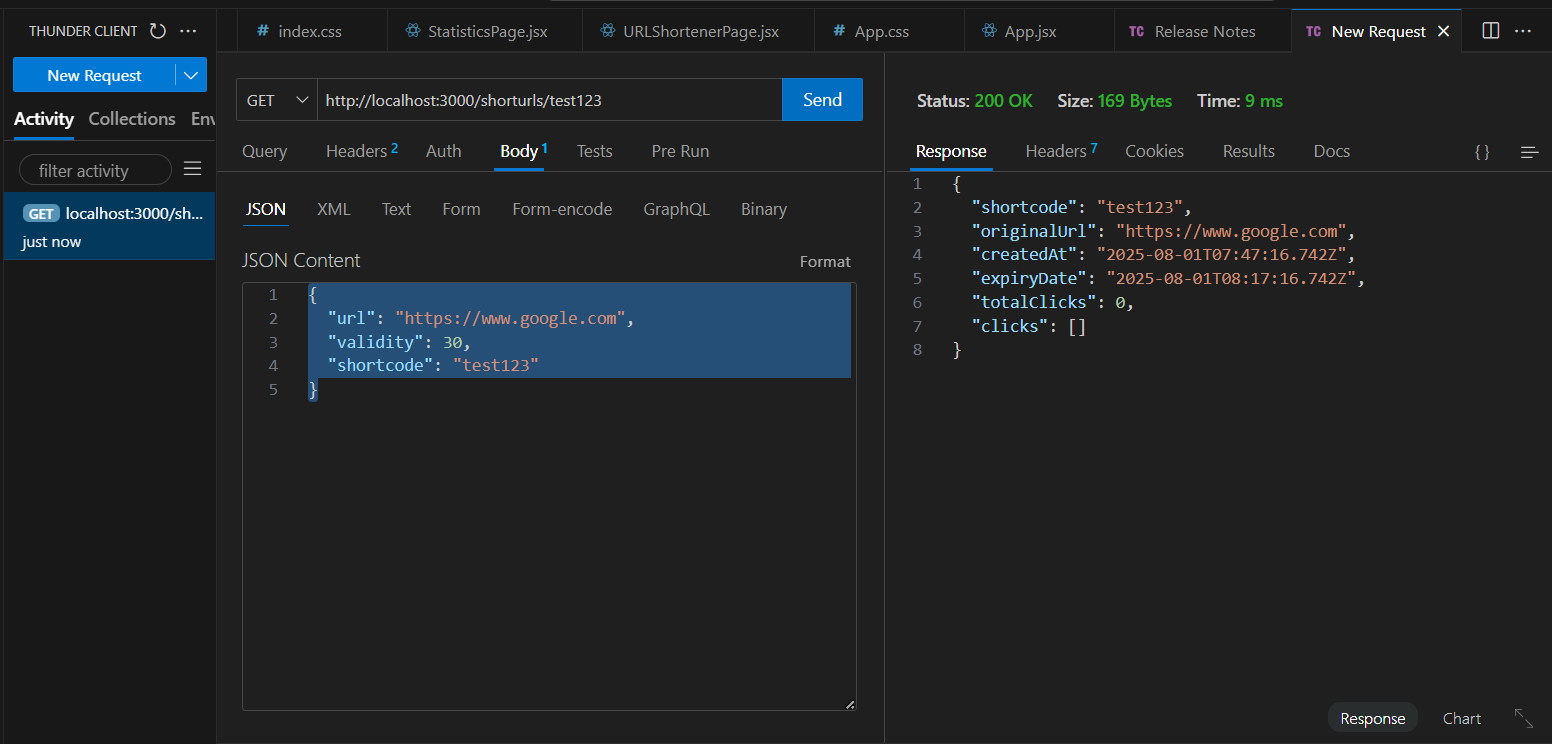 THUNDER CLIENT
# index.css StatisticsPage.jsx URLShortenerPage.jsx # App.css App.jsx TC Release Notes TC New Request
New Request
Activity Collections Env
filter activity
GET localhost:3000/sh...
just now
GET http://localhost:3000/shorturls/test123 Send
Query Headers 2 Auth Body 1 Tests Pre Run
JSON XML Text Form Form-encode GraphQL Binary
JSON Content Format
1 {
2 "url": "https://www.google.com",
3 "validity": 30,
4 "shortcode": "test123"
5 }
Status: 200 OK Size: 169 Bytes Time: 9 ms
Response Headers 7 Cookies Results Docs {}
1 {
2 "shortcode": "test123",
3 "originalUrl": "https://www.google.com",
4 "createdAt": "2025-08-01T07:47:16.742Z",
5 "expiryDate": "2025-08-01T08:17:16.742Z",
6 "totalClicks": 0,
7 "clicks": []
8 }
Response Chart